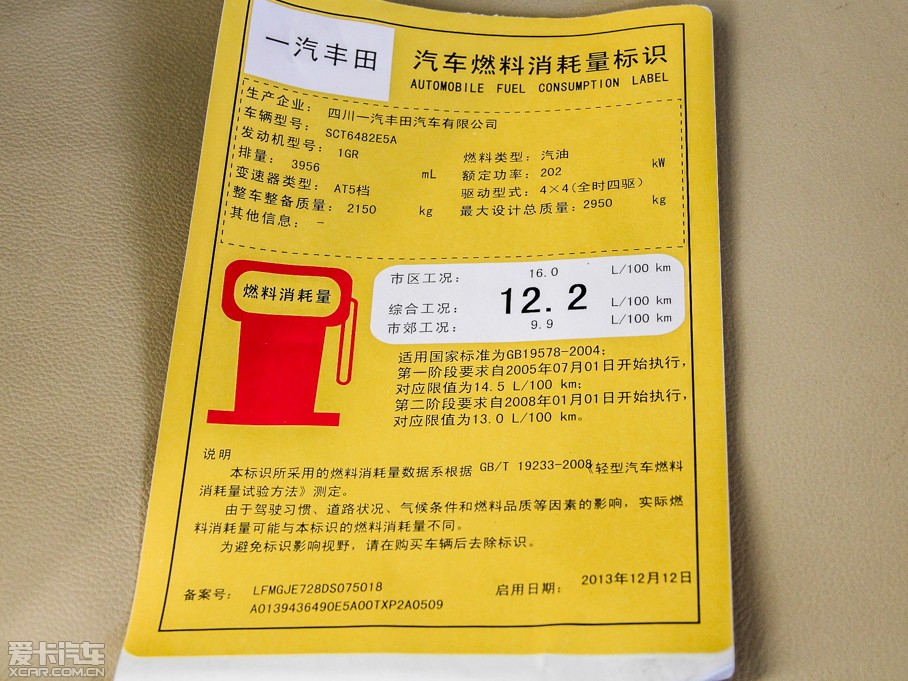 一汽丰田
汽车燃料消耗量标识
AUTOMOBILE FUEL CONSUMPTION LABEL
生产企业： 四川一汽丰田汽车有限公司
车辆型号： SCT6482E5A
发动机型号： 1GR 燃料类型：汽油
排量： 3956 mL 额定功率：202 kW
变速器类型： AT5档 驱动型式：4×4(全时四驱)
整车整备质量： 2150 kg 最大设计总质量：2950 kg
其他信息： -
燃料消耗量
市区工况： 16.0 L/100 km
综合工况： 12.2 L/100 km
市郊工况： 9.9 L/100 km
适用国家标准为GB19578-2004；
第一阶段要求自2005年07月01日开始执行，
对应限值为14.5 L/100 km；
第二阶段要求自2008年01月01日开始执行，
对应限值为13.0 L/100 km。
说明
本标识所采用的燃料消耗量数据系根据 GB/T 19233-2008《轻型汽车燃料
消耗量试验方法》测定。
由于驾驶习惯、道路状况、气候条件和燃料品质等因素的影响，实际燃
料消耗量可能与本标识的燃料消耗量不同。
为避免标识影响视野，请在购买车辆后去除标识。
备案号： LFMGJE728DS075018 启用日期： 2013年12月12日
A0139436490E5A00TXP2A0509
爱卡汽车
XCAR.COM.CN